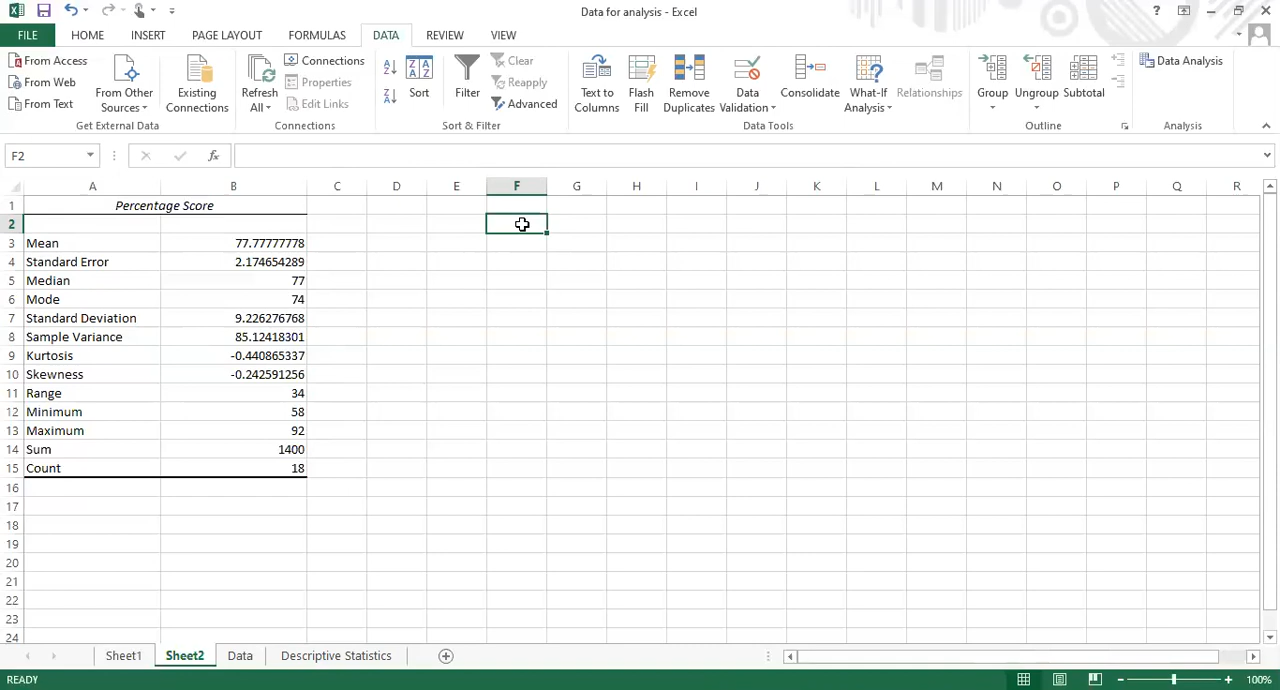 Data for analysis - Excel
FILE HOME INSERT PAGE LAYOUT FORMULAS DATA REVIEW VIEW
From Access
From Web
From Text
From Other Sources
Existing Connections
Get External Data
Refresh All
Connections
Properties
Edit Links
Connections
Sort
Filter
Clear
Reapply
Advanced
Sort & Filter
Text to Columns
Flash Fill
Remove Duplicates
Data Validation
Consolidate
What-If Analysis
Relationships
Data Tools
Group
Ungroup
Subtotal
Outline
Data Analysis
Analysis
F2
fx
A B C D E F G H I J K L M N O P Q R
1 Percentage Score
2
3 Mean 77.77777778
4 Standard Error 2.174654289
5 Median 77
6 Mode 74
7 Standard Deviation 9.226276768
8 Sample Variance 85.12418301
9 Kurtosis -0.440865337
10 Skewness -0.242591256
11 Range 34
12 Minimum 58
13 Maximum 92
14 Sum 1400
15 Count 18
16
17
18
19
20
21
22
23
24
Sheet1 Sheet2 Data Descriptive Statistics
READY 100%